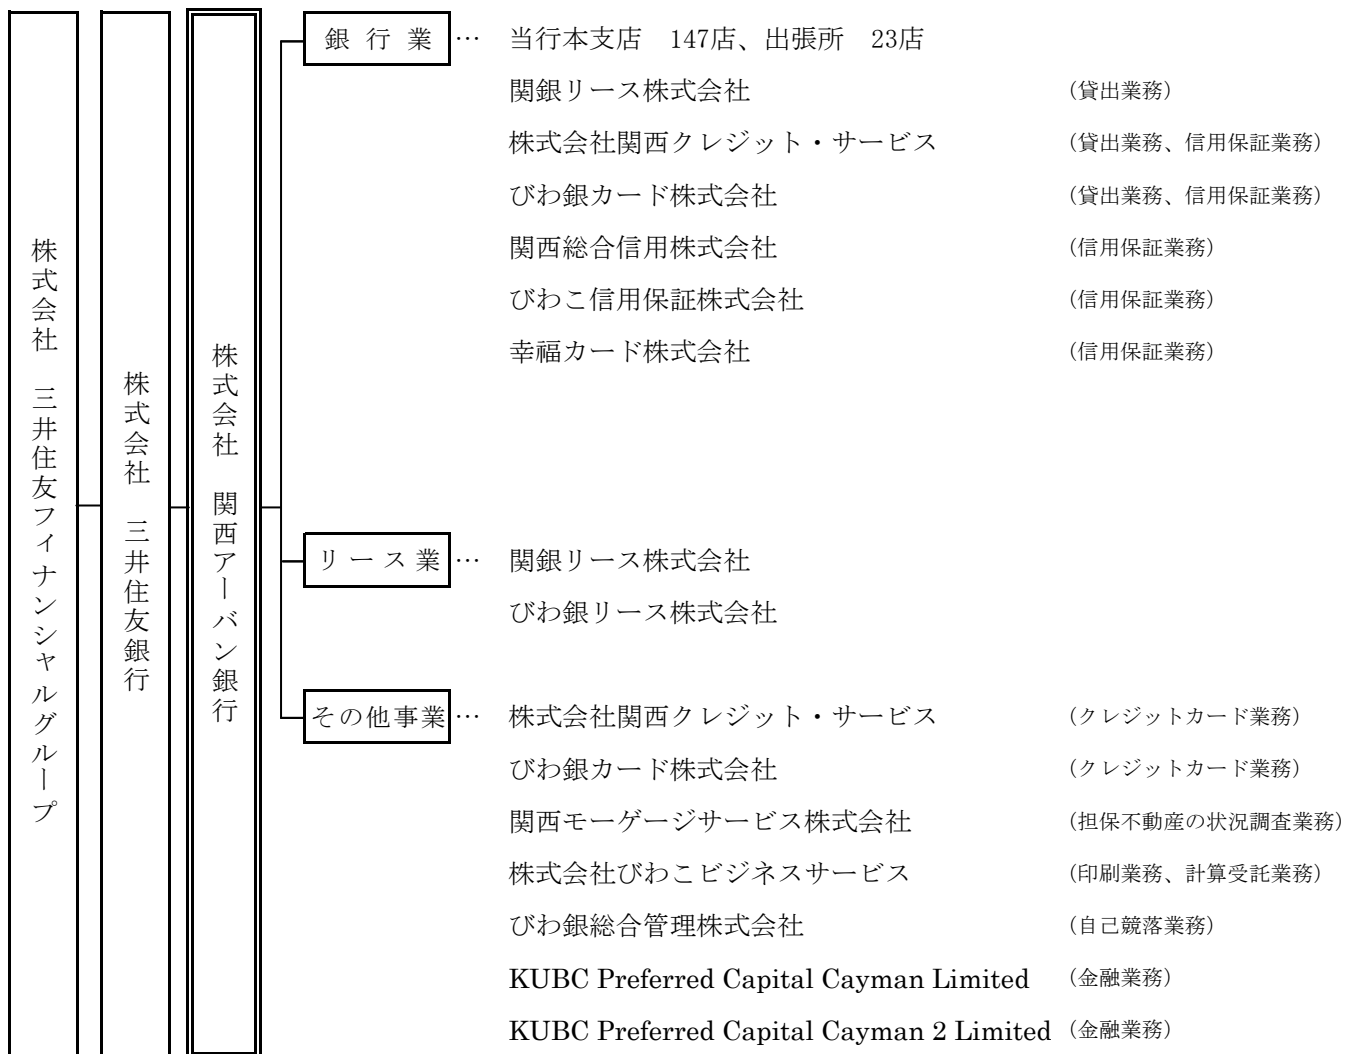 株式会社　三井住友フィナンシャルグループ
株式会社　三井住友銀行
株式会社　関西アーバン銀行
銀行業 … 当行本支店　147店、出張所　23店
関銀リース株式会社 （貸出業務）
株式会社関西クレジット・サービス （貸出業務、信用保証業務）
びわ銀カード株式会社 （貸出業務、信用保証業務）
関西総合信用株式会社 （信用保証業務）
びわこ信用保証株式会社 （信用保証業務）
幸福カード株式会社 （信用保証業務）
リース業 … 関銀リース株式会社
びわ銀リース株式会社
その他事業 … 株式会社関西クレジット・サービス （クレジットカード業務）
びわ銀カード株式会社 （クレジットカード業務）
関西モーゲージサービス株式会社 （担保不動産の状況調査業務）
株式会社びわこビジネスサービス （印刷業務、計算受託業務）
びわ銀総合管理株式会社 （自己競落業務）
KUBC Preferred Capital Cayman Limited （金融業務）
KUBC Preferred Capital Cayman 2 Limited （金融業務）